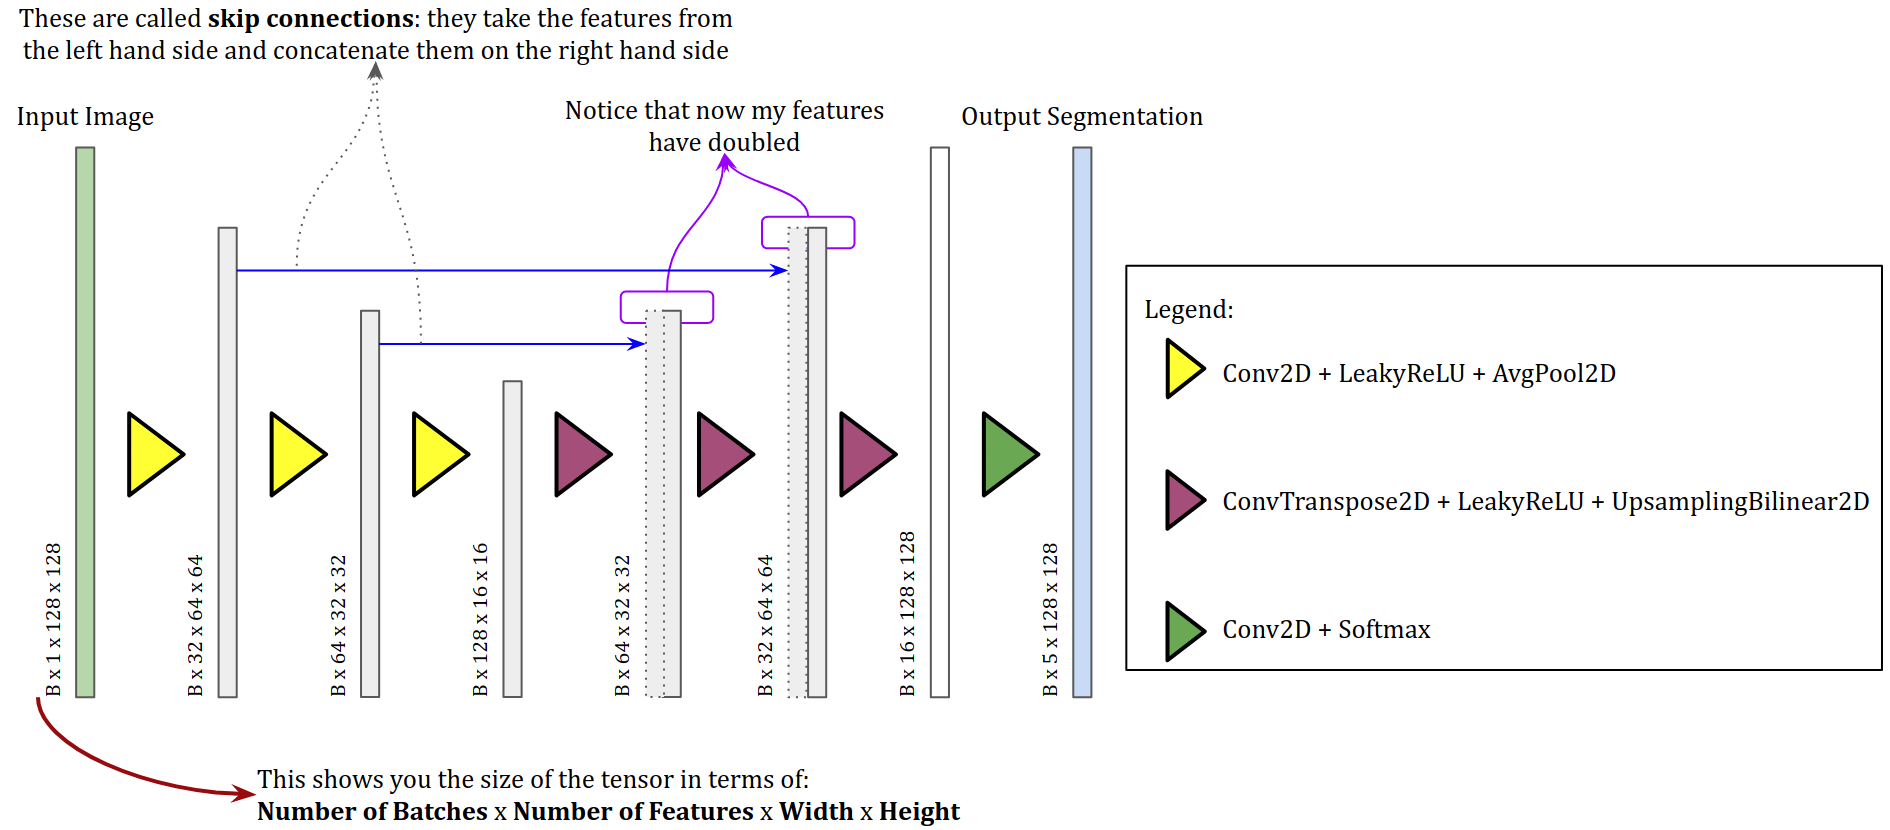 These are called skip connections: they take the features from
the left hand side and concatenate them on the right hand side
Input Image
Notice that now my features
have doubled
Output Segmentation
B x 1 x 128 x 128
B x 32 x 64 x 64
B x 64 x 32 x 32
B x 128 x 16 x 16
B x 64 x 32 x 32
B x 32 x 64 x 64
B x 16 x 128 x 128
B x 5 x 128 x 128
Legend:
Conv2D + LeakyReLU + AvgPool2D
ConvTranspose2D + LeakyReLU + UpsamplingBilinear2D
Conv2D + Softmax
This shows you the size of the tensor in terms of:
Number of Batches x Number of Features x Width x Height